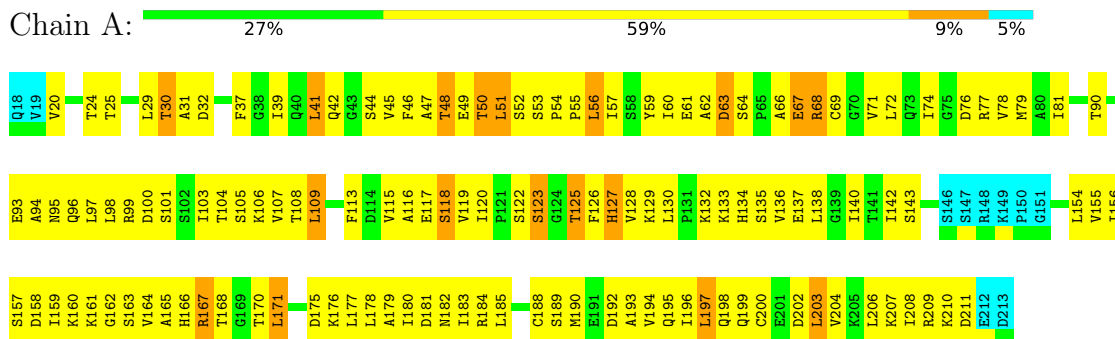 Chain A:
27% 59% 9% 5%
Q18 V19 V20 T24 T25 L29 T30 A31 D32 F37 G38 I39 Q40 L41 Q42 G43 S44 V45 F46 A47 T48 E49 T50 L51 S52 S53 P54 P55 L56 I57 S58 Y59 I60 E61 A62 D63 S64 P65 A66 E67 R68 C69 G70 V71 L72 Q73 I74 G75 D76 R77 V78 M79 A80 I81 T90
E93 A94 N95 Q96 L97 L98 R99 D100 S101 S102 I103 T104 S105 K106 V107 T108 L109 F113 D114 V115 A116 E117 S118 V119 I120 P121 S122 S123 G124 T125 F126 H127 V128 K129 L130 P131 K132 K133 H134 S135 V136 E137 L138 G139 I140 T141 I142 S143 S146 S147 R148 K149 P150 G151 L154 V155 I156
S157 D158 I159 K160 K161 G162 S163 V164 A165 H166 R167 T168 G169 T170 L171 D175 K176 L177 L178 A179 I180 D181 N182 I183 R184 L185 C188 S189 M190 E191 D192 A193 V194 Q195 I196 L197 Q198 Q199 C200 E201 D202 L203 V204 K205 L206 K207 I208 R209 K210 D211 E212 D213